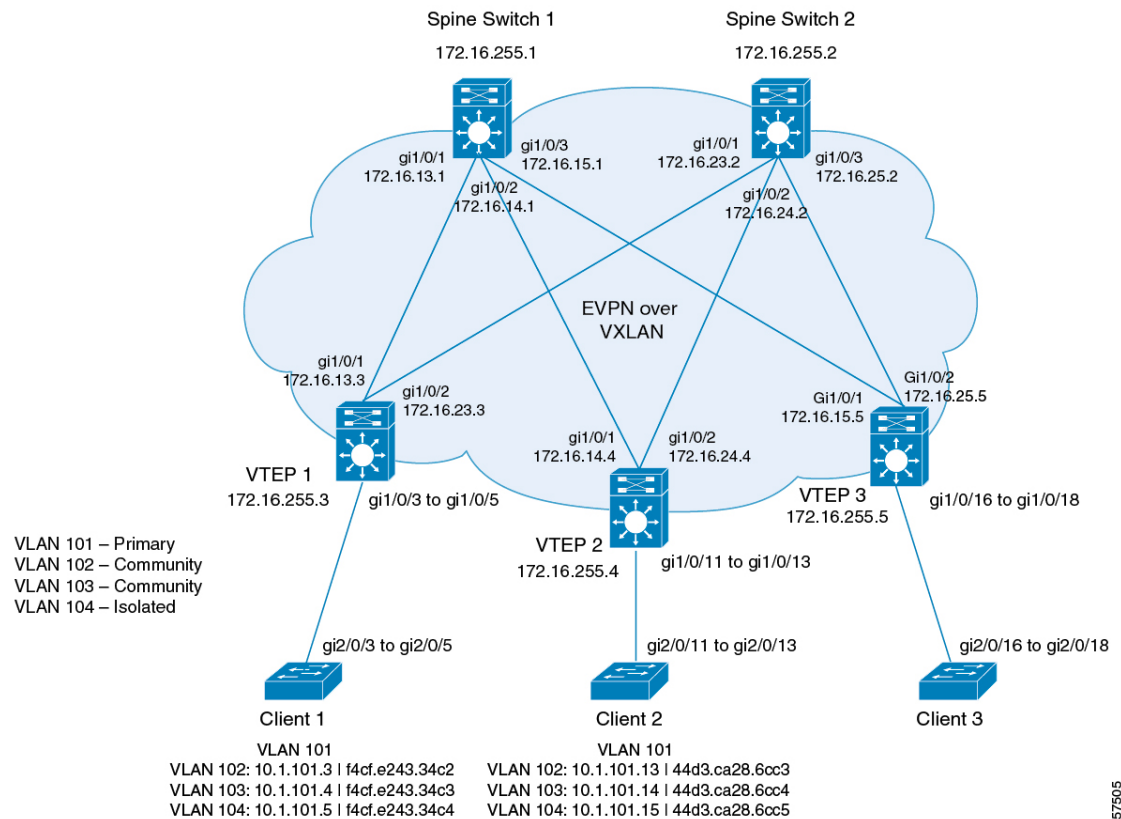 Spine Switch 1
172.16.255.1
Spine Switch 2
172.16.255.2
gi1/0/1
172.16.13.1
gi1/0/3
172.16.15.1
gi1/0/2
172.16.14.1
gi1/0/1
172.16.23.2
gi1/0/3
172.16.25.2
gi1/0/2
172.16.24.2
EVPN over
VXLAN
gi1/0/1
172.16.13.3
gi1/0/2
172.16.23.3
gi1/0/1
172.16.14.4
gi1/0/2
172.16.24.4
Gi1/0/1
172.16.15.5
Gi1/0/2
172.16.25.5
VTEP 1
172.16.255.3
gi1/0/3 to gi1/0/5
VTEP 2
172.16.255.4
gi1/0/11 to gi1/0/13
VTEP 3
172.16.255.5
gi1/0/16 to gi1/0/18
VLAN 101 – Primary
VLAN 102 – Community
VLAN 103 – Community
VLAN 104 – Isolated
gi2/0/3 to gi2/0/5
gi2/0/11 to gi2/0/13
gi2/0/16 to gi2/0/18
Client 1
VLAN 101
VLAN 102: 10.1.101.3 | f4cf.e243.34c2
VLAN 103: 10.1.101.4 | f4cf.e243.34c3
VLAN 104: 10.1.101.5 | f4cf.e243.34c4
Client 2
VLAN 101
VLAN 102: 10.1.101.13 | 44d3.ca28.6cc3
VLAN 103: 10.1.101.14 | 44d3.ca28.6cc4
VLAN 104: 10.1.101.15 | 44d3.ca28.6cc5
Client 3
57505